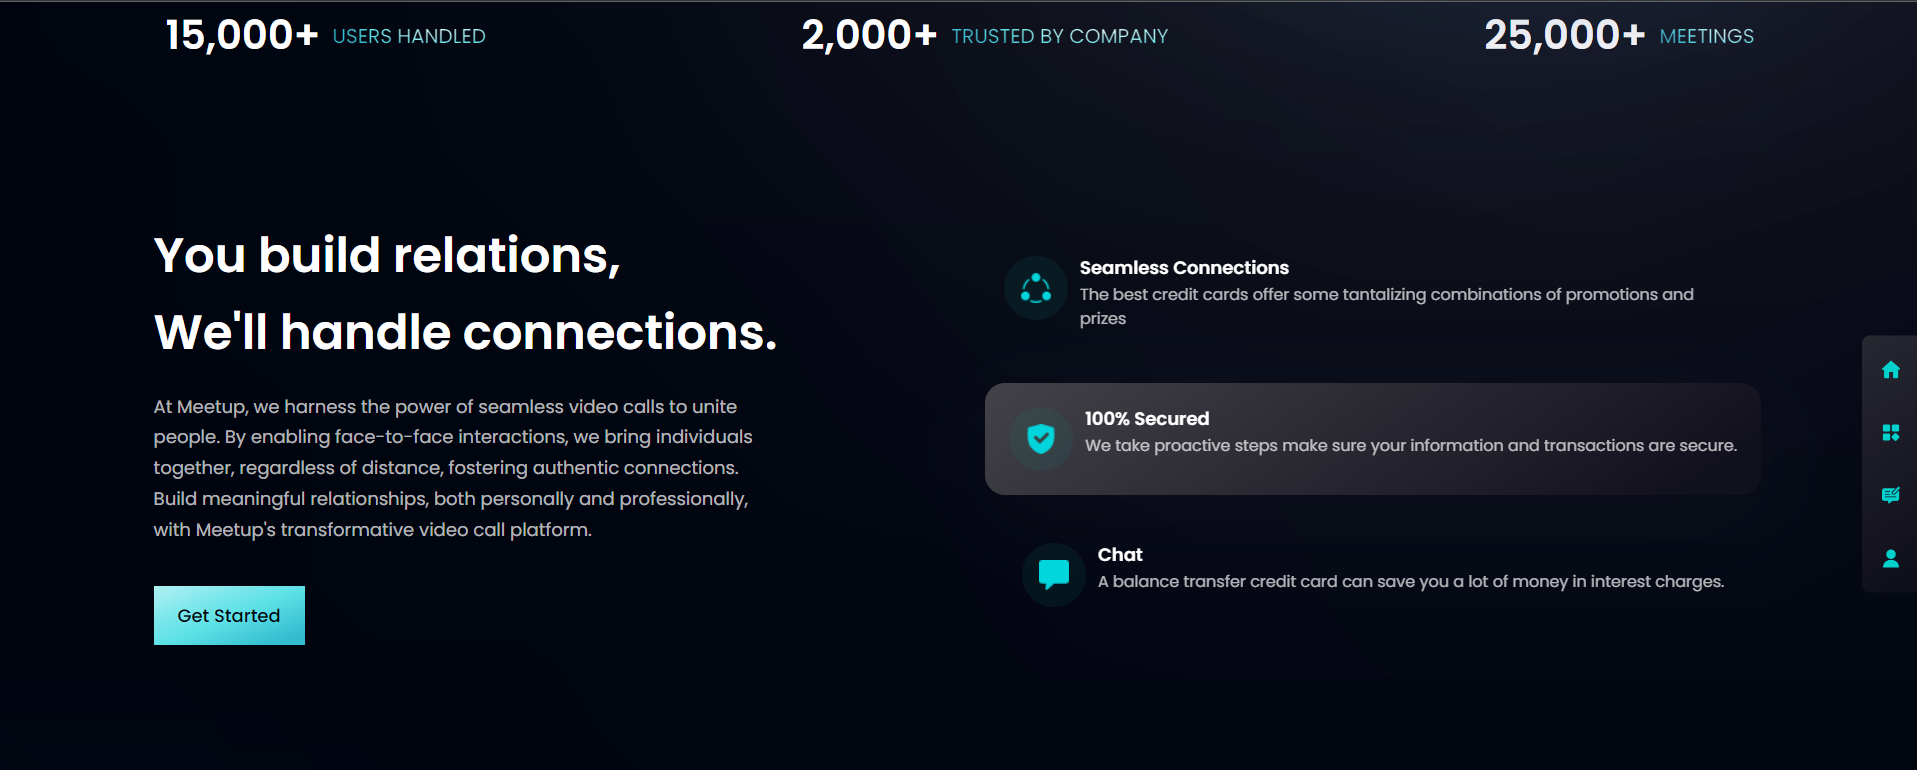 15,000+ USERS HANDLED
2,000+ TRUSTED BY COMPANY
25,000+ MEETINGS
You build relations,
We'll handle connections.
At Meetup, we harness the power of seamless video calls to unite
people. By enabling face-to-face interactions, we bring individuals
together, regardless of distance, fostering authentic connections.
Build meaningful relationships, both personally and professionally,
with Meetup's transformative video call platform.
Get Started
Seamless Connections
The best credit cards offer some tantalizing combinations of promotions and
prizes
100% Secured
We take proactive steps make sure your information and transactions are secure.
Chat
A balance transfer credit card can save you a lot of money in interest charges.